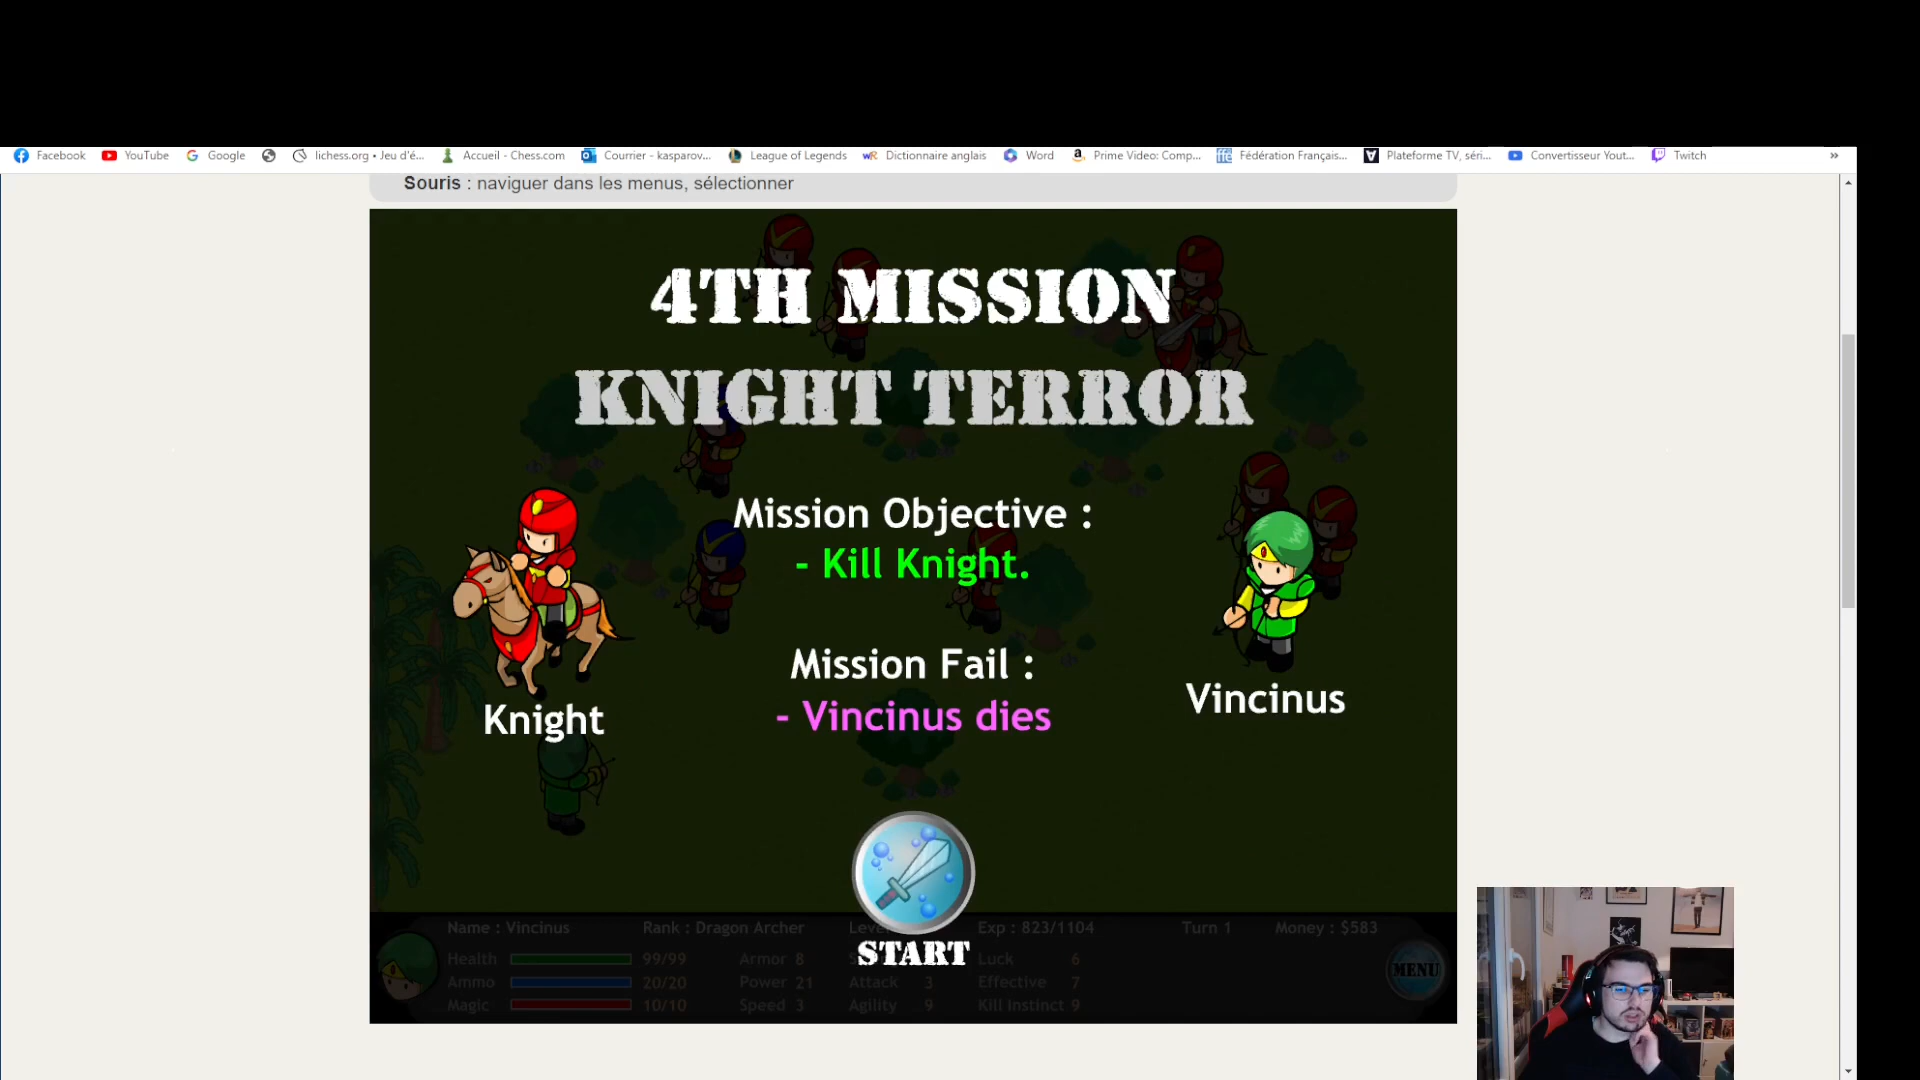 Facebook YouTube Google lichess.org • Jeu d'é... Accueil - Chess.com Courrier - kasparov... League of Legends wR Dictionnaire anglais Word Prime Video: Comp... ffe Fédération Français... Plateforme TV, séri... Convertisseur Yout... Twitch »
Souris : naviguer dans les menus, sélectionner
4TH MISSION
KNIGHT TERROR
Mission Objective :
- Kill Knight.
Mission Fail :
- Vincinus dies
Knight
Vincinus
START
Name : Vincinus Rank : Dragon Archer Exp : 823/1104 Turn 1 Money : $583
Health 99/99 Armor 8 Luck 6
Ammo 20/20 Power 21 Attack 3 Effective 7
Magic 10/10 Speed 3 Agility 9 Kill Instinct 9
MENU